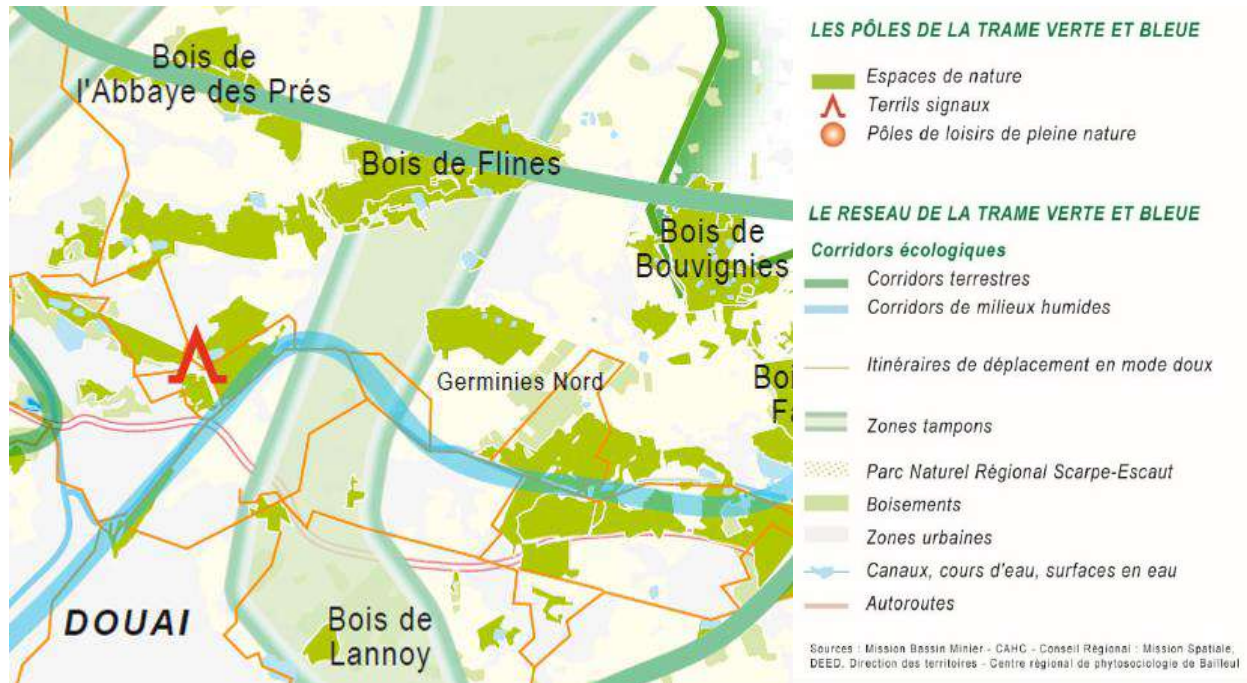 Bois de
l'Abbaye des Prés
Bois de Flines
Bois de
Bouvignies
Germinies Nord
Boi
Fa
DOUAI
Bois de
Lannoy
LES PÔLES DE LA TRAME VERTE ET BLEUE
Espaces de nature
Terrils signaux
Pôles de loisirs de pleine nature
LE RESEAU DE LA TRAME VERTE ET BLEUE
Corridors écologiques
Corridors terrestres
Corridors de milieux humides
Itinéraires de déplacement en mode doux
Zones tampons
Parc Naturel Régional Scarpe-Escaut
Boisements
Zones urbaines
Canaux, cours d'eau, surfaces en eau
Autoroutes
Sources : Mission Bassin Minier - CAHC - Conseil Régional : Mission Spatiale,
DEED, Direction des territoires - Centre régional de phytosociologie de Bailleul